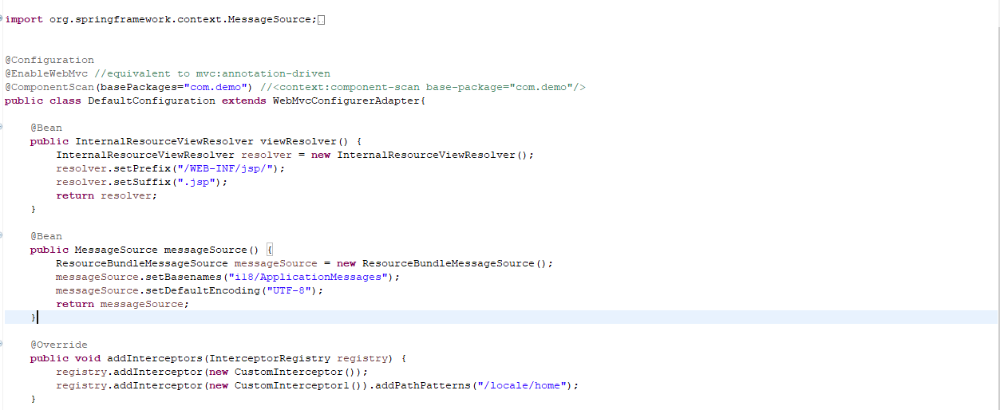 import org.springframework.context.MessageSource;
@Configuration
@EnableWebMvc //equivalent to mvc:annotation-driven
@ComponentScan(basePackages="com.demo") //<context:component-scan base-package="com.demo"/>
public class DefaultConfiguration extends WebMvcConfigurerAdapter{
@Bean
public InternalResourceViewResolver viewResolver() {
InternalResourceViewResolver resolver = new InternalResourceViewResolver();
resolver.setPrefix("/WEB-INF/jsp/");
resolver.setSuffix(".jsp");
return resolver;
}
@Bean
public MessageSource messageSource() {
ResourceBundleMessageSource messageSource = new ResourceBundleMessageSource();
messageSource.setBasenames("i18/ApplicationMessages");
messageSource.setDefaultEncoding("UTF-8");
return messageSource;
}
@Override
public void addInterceptors(InterceptorRegistry registry) {
registry.addInterceptor(new CustomInterceptor());
registry.addInterceptor(new CustomInterceptor1()).addPathPatterns("/locale/home");
}